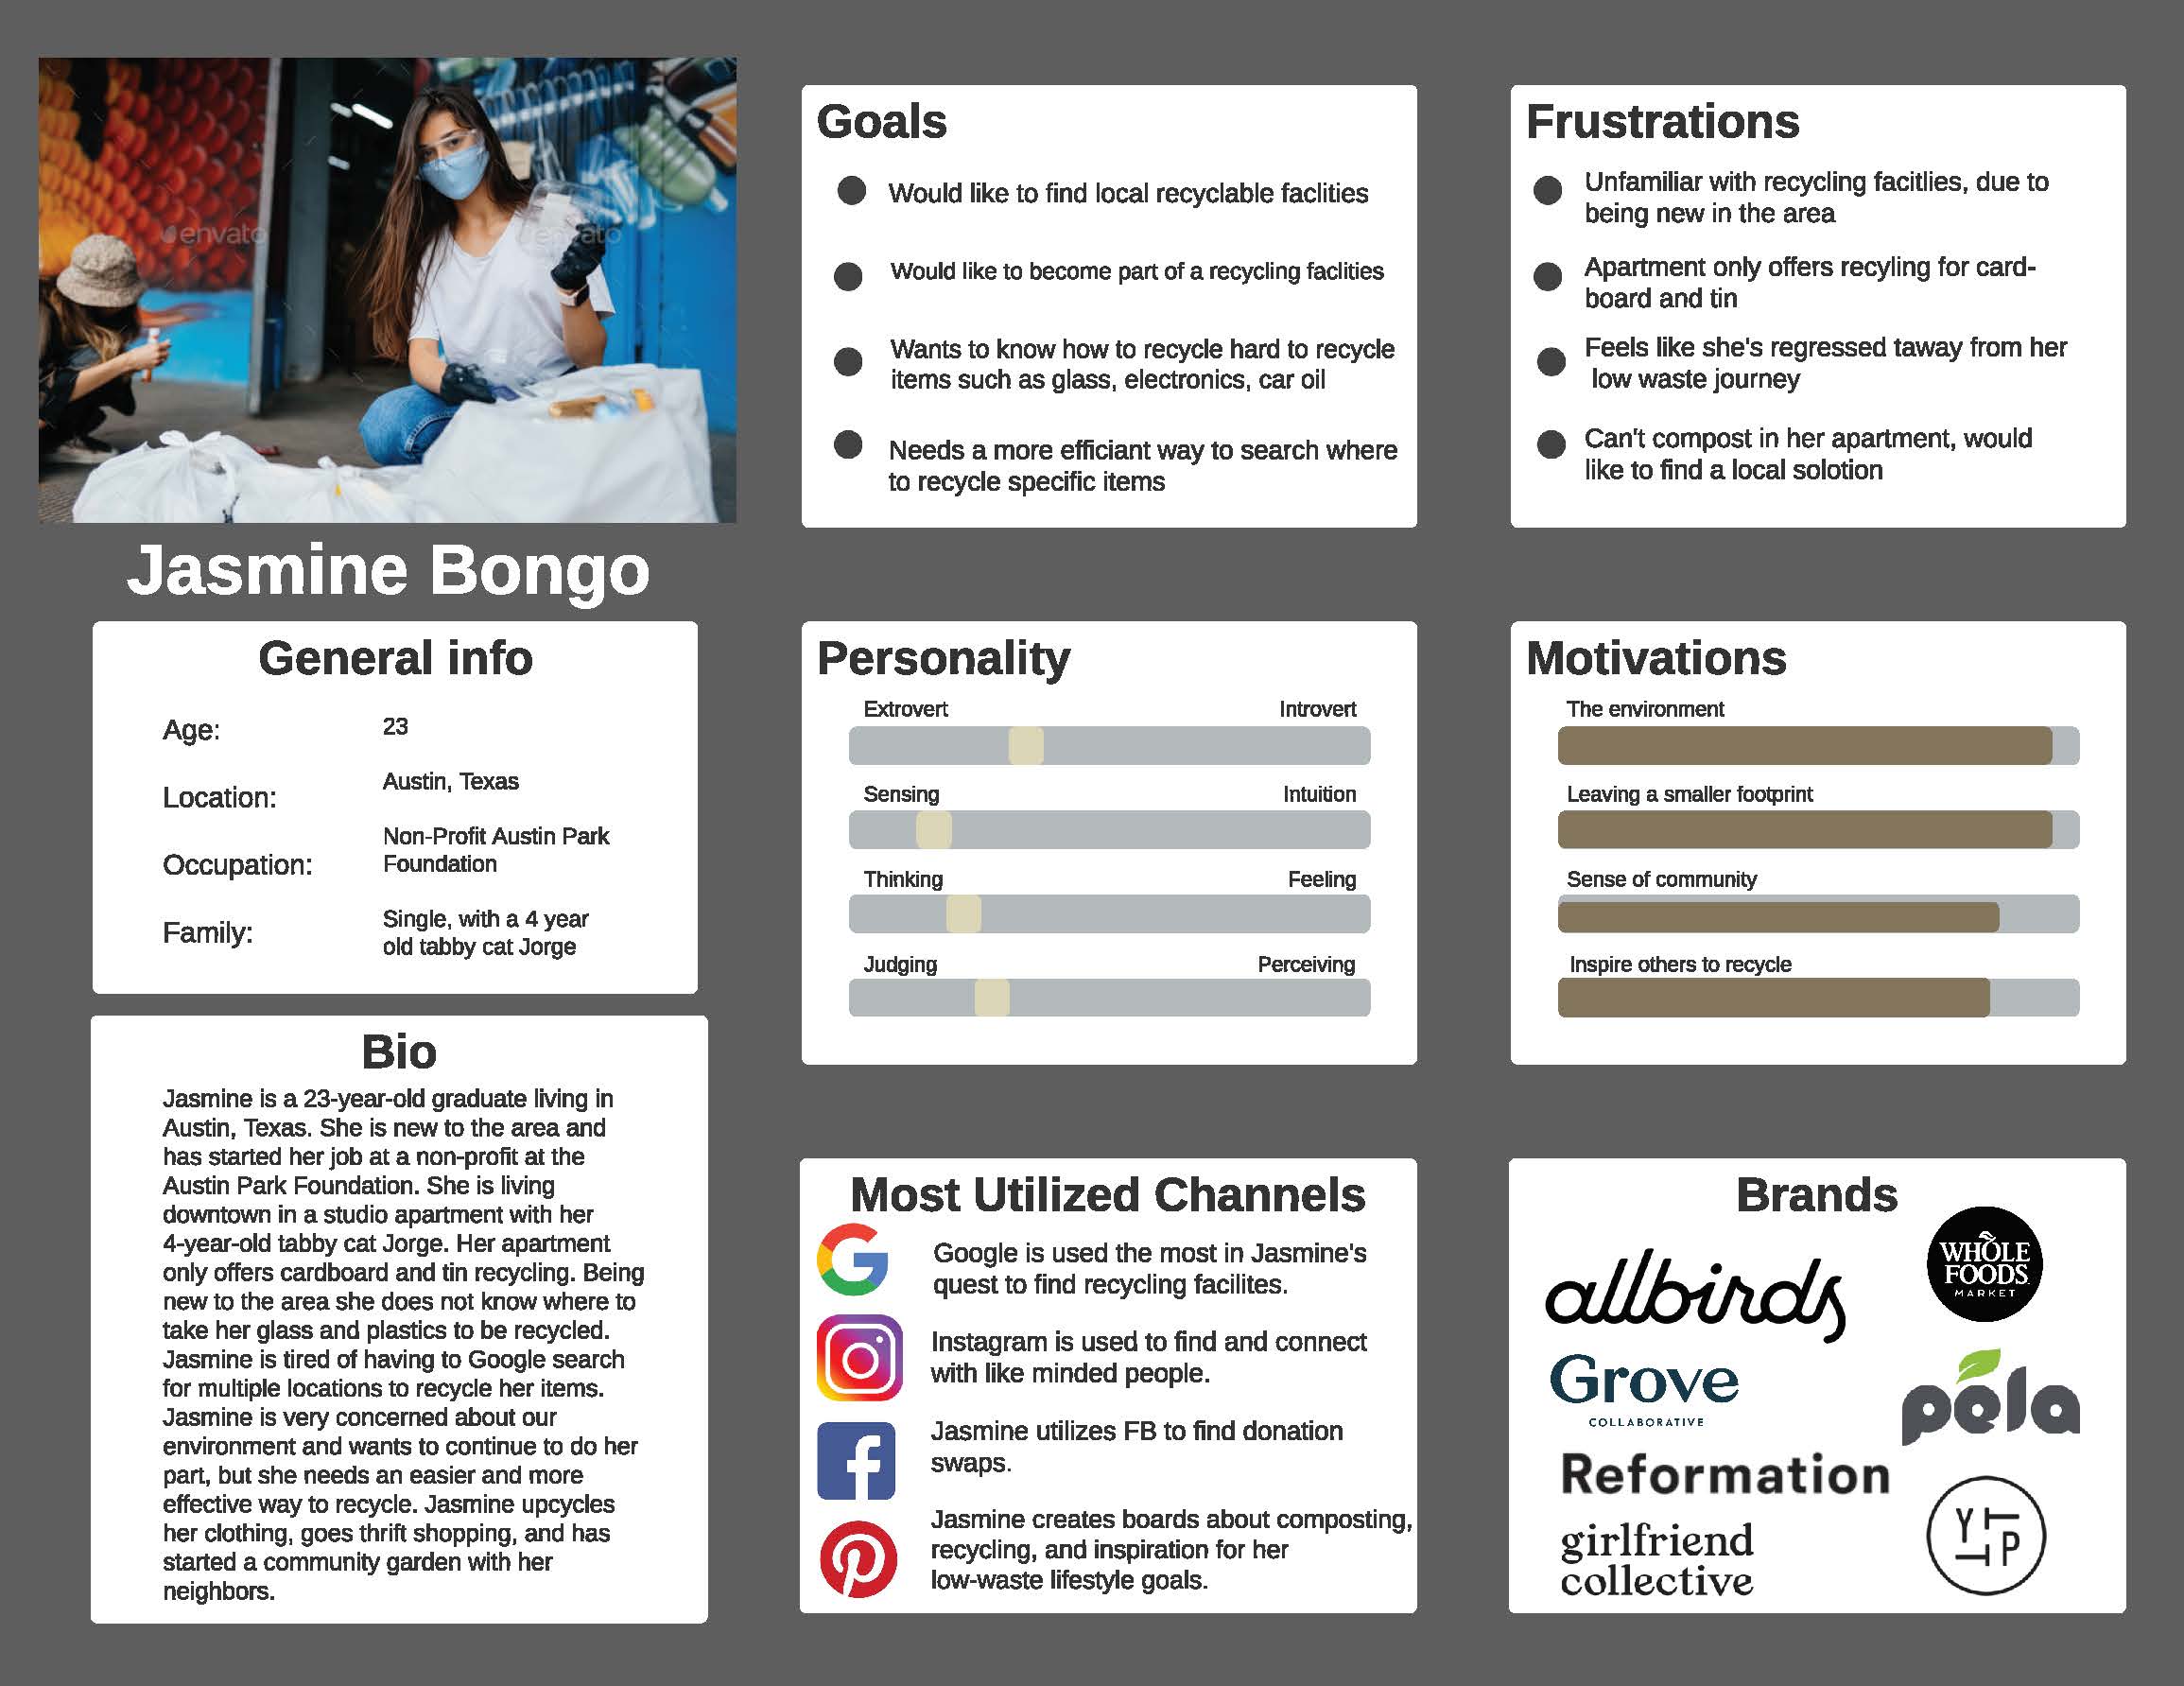 envato
envato
Jasmine Bongo
General info
Age:
23
Location:
Austin, Texas
Occupation:
Non-Profit Austin Park
Foundation
Family:
Single, with a 4 year
old tabby cat Jorge
Bio
Jasmine is a 23-year-old graduate living in
Austin, Texas. She is new to the area and
has started her job at a non-profit at the
Austin Park Foundation. She is living
downtown in a studio apartment with her
4-year-old tabby cat Jorge. Her apartment
only offers cardboard and tin recycling. Being
new to the area she does not know where to
take her glass and plastics to be recycled.
Jasmine is tired of having to Google search
for multiple locations to recycle her items.
Jasmine is very concerned about our
environment and wants to continue to do her
part, but she needs an easier and more
effective way to recycle. Jasmine upcycles
her clothing, goes thrift shopping, and has
started a community garden with her
neighbors.
Goals
Would like to find local recyclable faclities
Would like to become part of a recycling faclities
Wants to know how to recycle hard to recycle
items such as glass, electronics, car oil
Needs a more efficiant way to search where
to recycle specific items
Frustrations
Unfamiliar with recycling facitlies, due to
being new in the area
Apartment only offers recyling for card-
board and tin
Feels like she's regressed taway from her
low waste journey
Can't compost in her apartment, would
like to find a local solotion
Personality
Extrovert
Introvert
Sensing
Intuition
Thinking
Feeling
Judging
Perceiving
Motivations
The environment
Leaving a smaller footprint
Sense of community
Inspire others to recycle
Most Utilized Channels
Google is used the most in Jasmine's
quest to find recycling facilites.
Instagram is used to find and connect
with like minded people.
Jasmine utilizes FB to find donation
swaps.
Jasmine creates boards about composting,
recycling, and inspiration for her
low-waste lifestyle goals.
Brands
allbirds
WHOLE
FOODS
MARKET
Grove
COLLABORATIVE
pela
Reformation
girlfriend
collective
Y
P